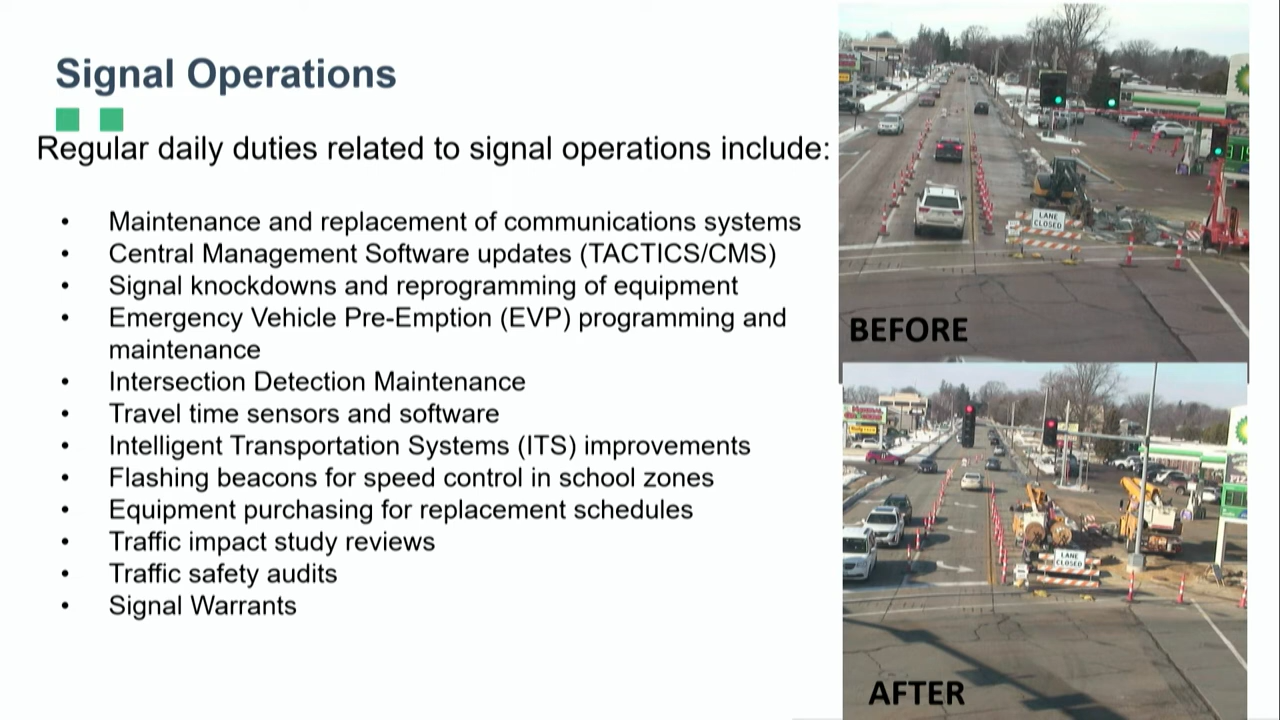 Signal Operations
Regular daily duties related to signal operations include:
• Maintenance and replacement of communications systems
• Central Management Software updates (TACTICS/CMS)
• Signal knockdowns and reprogramming of equipment
• Emergency Vehicle Pre-Emption (EVP) programming and
maintenance
• Intersection Detection Maintenance
• Travel time sensors and software
• Intelligent Transportation Systems (ITS) improvements
• Flashing beacons for speed control in school zones
• Equipment purchasing for replacement schedules
• Traffic impact study reviews
• Traffic safety audits
• Signal Warrants
LANE
CLOSED
BEFORE
LANE
CLOSED
AFTER